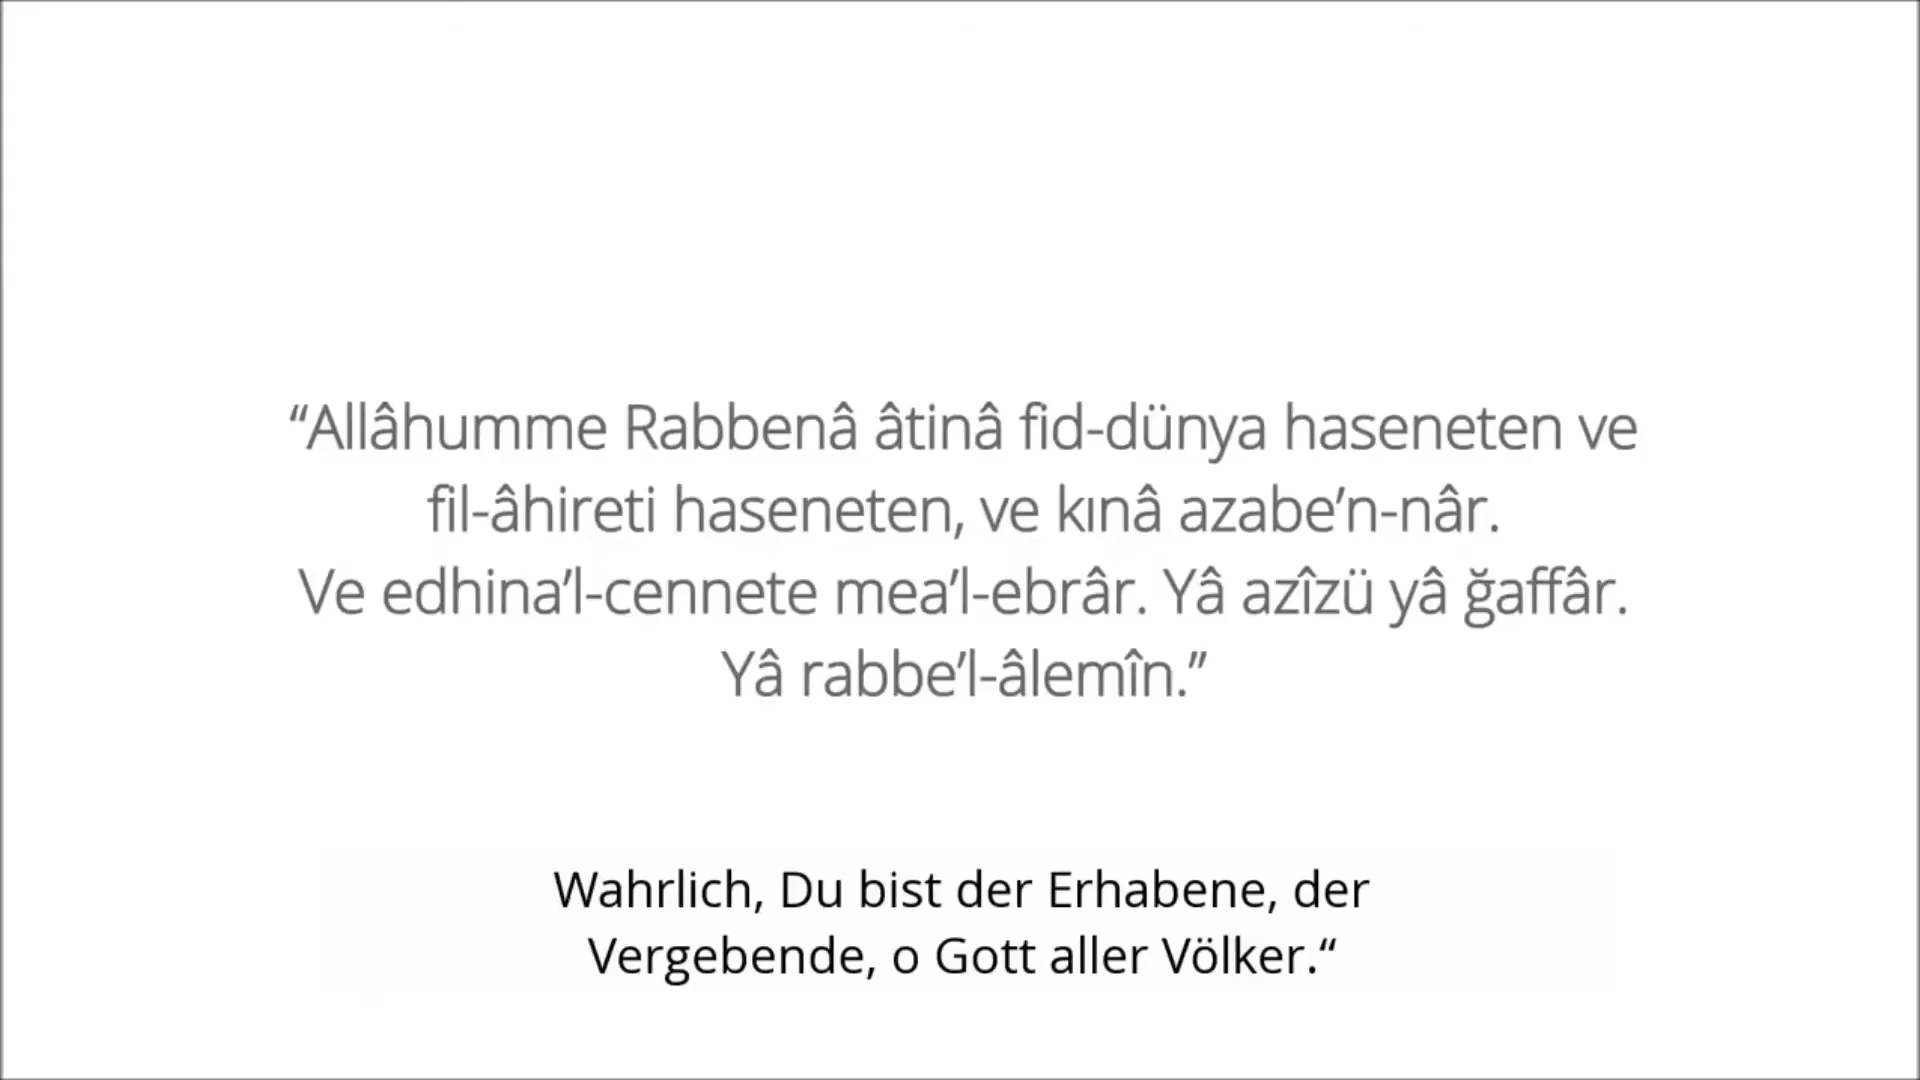 “Allâhumme Rabbenâ âtinâ fid-dünya haseneten ve
fil-âhireti haseneten, ve kınâ azabe’n-nâr.
Ve edhina’l-cennete mea’l-ebrâr. Yâ azîzü yâ ğaffâr.
Yâ rabbe’l-âlemîn.”
Wahrlich, Du bist der Erhabene, der
Vergebende, o Gott aller Völker.“